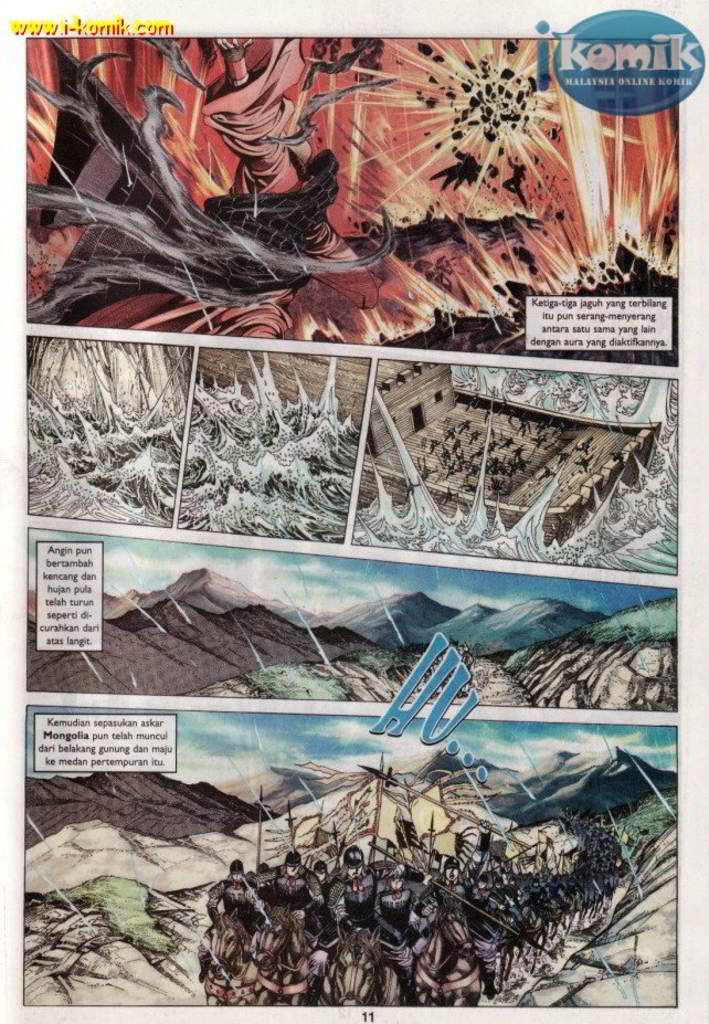 www.i-komik.com
ikomik
MALAYSIA ONLINE KOMIK
Ketiga-tiga jaguh yang terbilang
itu pun serang-menyerang
antara satu sama yang lain
dengan aura yang diaktifkannya.
Angin pun
bertambah
kencang dan
hujan pula
telah turun
seperti di-
curahkan dari
atas langit.
HU...
Kemudian sepasukan askar
Mongolia pun telah muncul
dari belakang gunung dan maju
ke medan pertempuran itu.
11